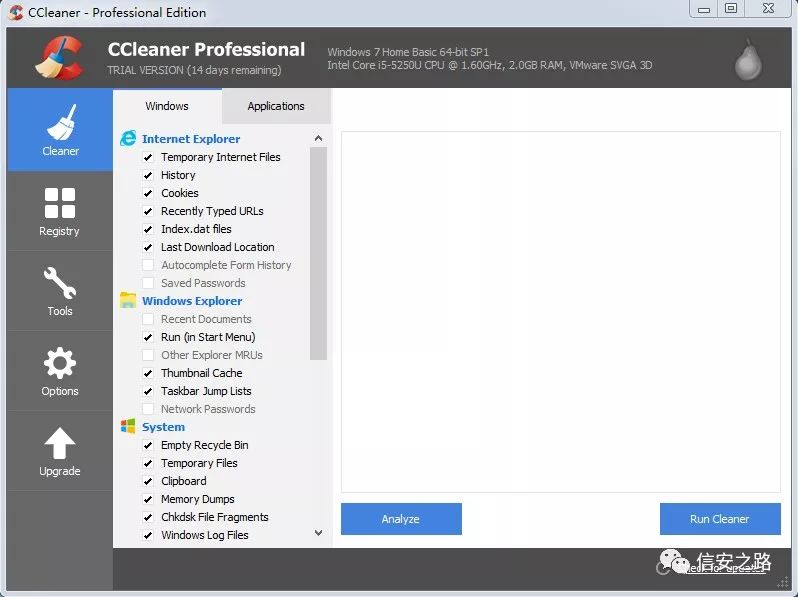 CCleaner - Professional Edition
CCleaner Professional
TRIAL VERSION (14 days remaining)
Windows 7 Home Basic 64-bit SP1
Intel Core i5-5250U CPU @ 1.60GHz, 2.0GB RAM, VMware SVGA 3D
Cleaner
Registry
Tools
Options
Upgrade
Windows
Applications
Internet Explorer
Temporary Internet Files
History
Cookies
Recently Typed URLs
Index.dat files
Last Download Location
Autocomplete Form History
Saved Passwords
Windows Explorer
Recent Documents
Run (in Start Menu)
Other Explorer MRUs
Thumbnail Cache
Taskbar Jump Lists
Network Passwords
System
Empty Recycle Bin
Temporary Files
Clipboard
Memory Dumps
Chkdsk File Fragments
Windows Log Files
Analyze
Run Cleaner
信安之路
for updates